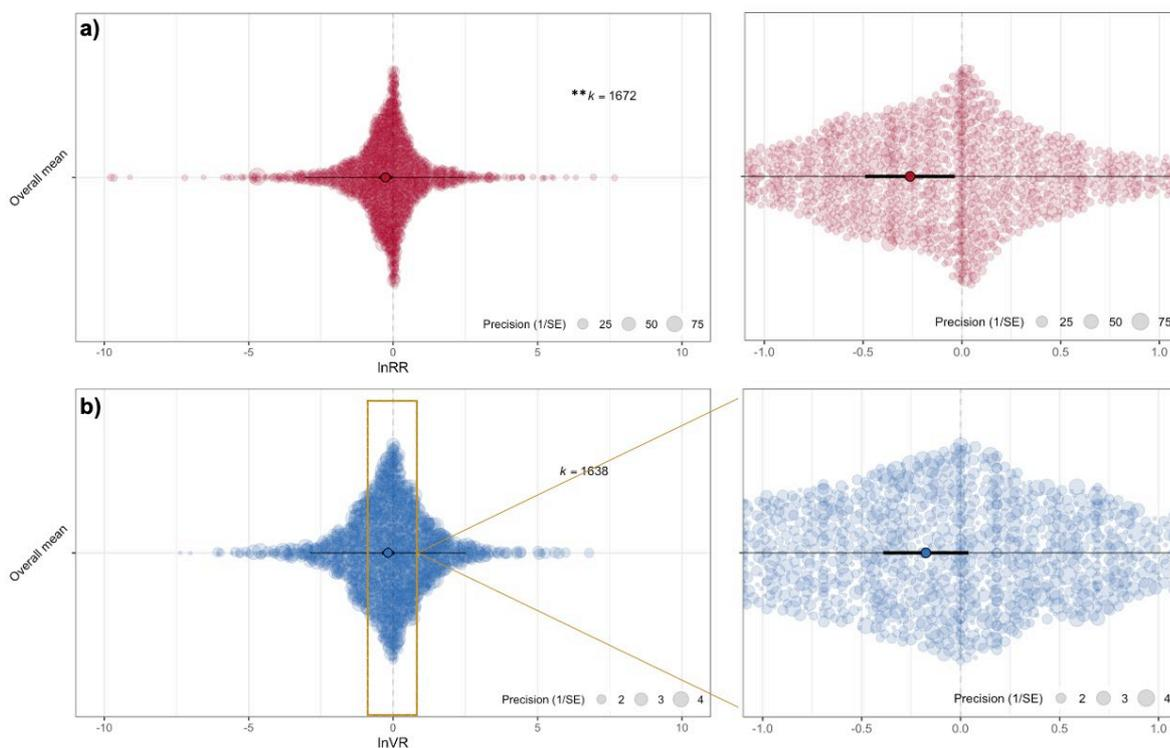 a)
**k = 1672
Overall mean
Precision (1/SE) 25 50 75
-10 -5 0 5 10
lnRR
Precision (1/SE) 25 50 75
-1.0 -0.5 0.0 0.5 1.0
b)
k = 1638
Overall mean
Precision (1/SE) 2 3 4
-10 -5 0 5 10
lnVR
Precision (1/SE) 2 3 4
-1.0 -0.5 0.0 0.5 1.0